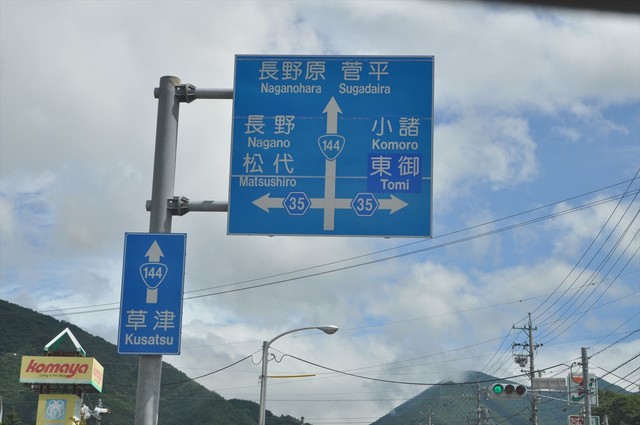 長野原 菅平
Naganohara Sugadaira
長野
Nagano
松代
Matsushiro
144
小諸
Komoro
東御
Tomi
35
35
144
草津
Kusatsu
komaya